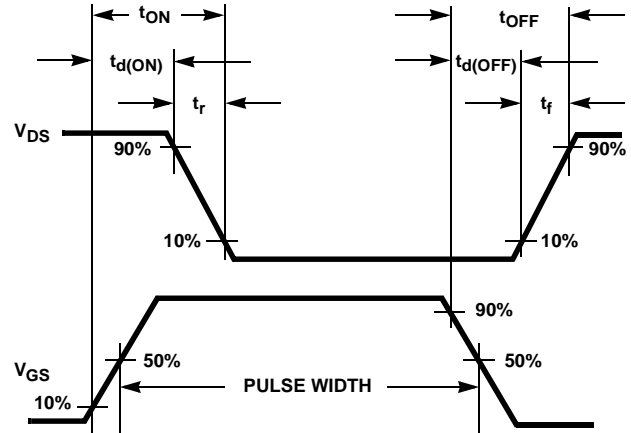 tON
tOFF
td(ON)
td(OFF)
tr
tf
VDS
90%
90%
10%
10%
90%
VGS
50%
50%
PULSE WIDTH
10%